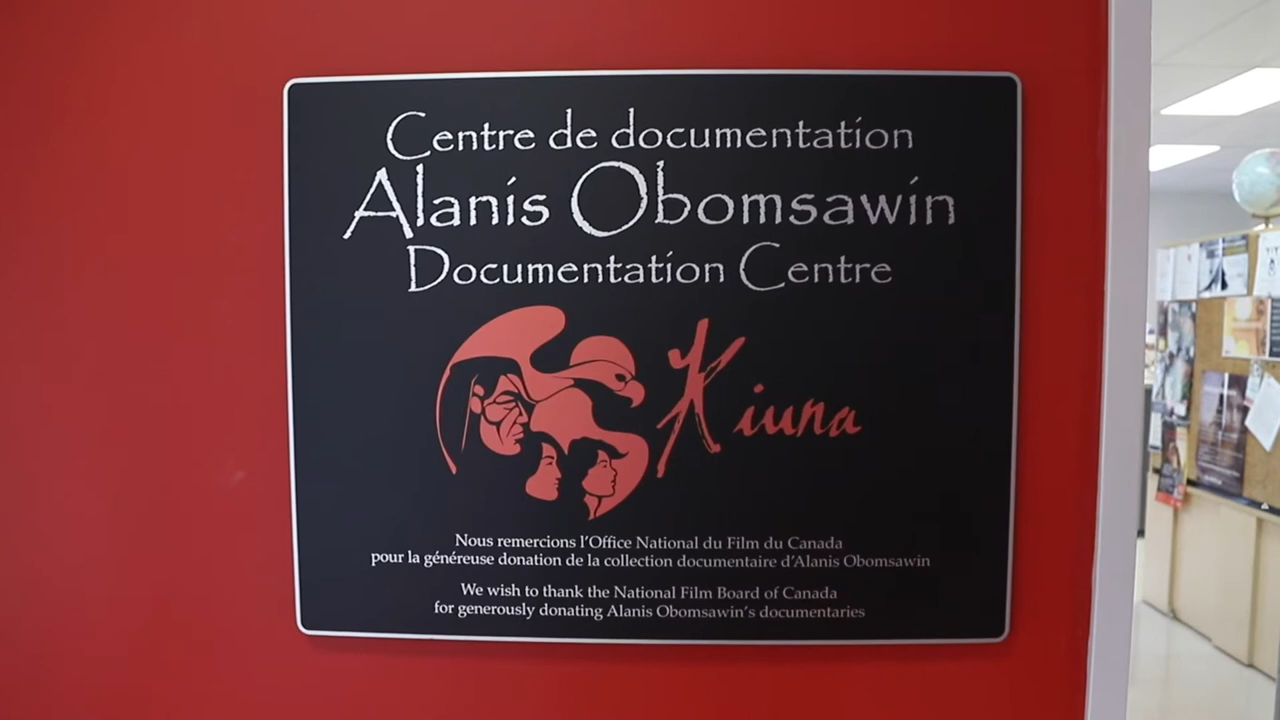 Centre de documentation
Alanis Obomsawin
Documentation Centre
Kiuna
Nous remercions l'Office National du Film du Canada
pour la généreuse donation de la collection documentaire d'Alanis Obomsawin
We wish to thank the National Film Board of Canada
for generously donating Alanis Obomsawin's documentaries